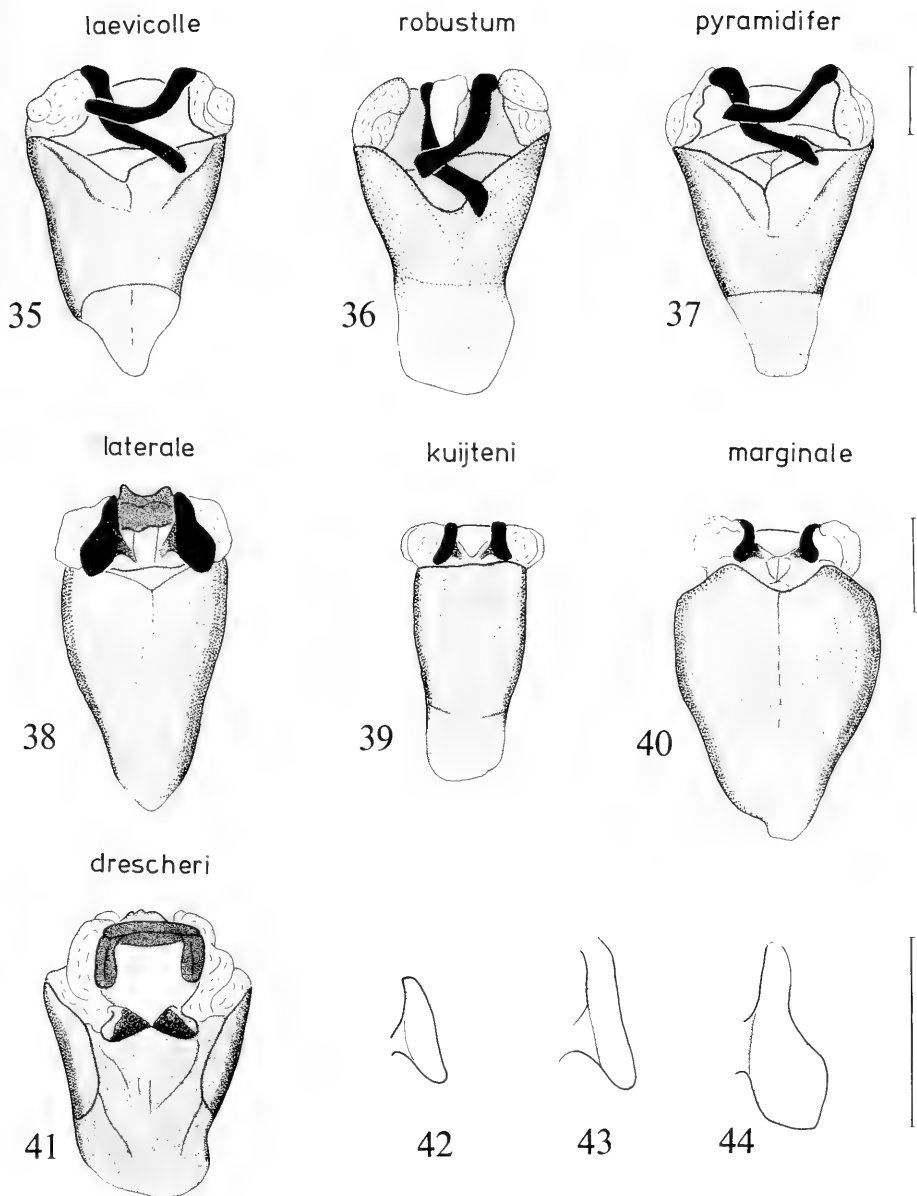 laevicolle robustum pyramidifer
35 36 37
laterale kuijteni marginale
38 39 40
drescheri
41 42 43 44